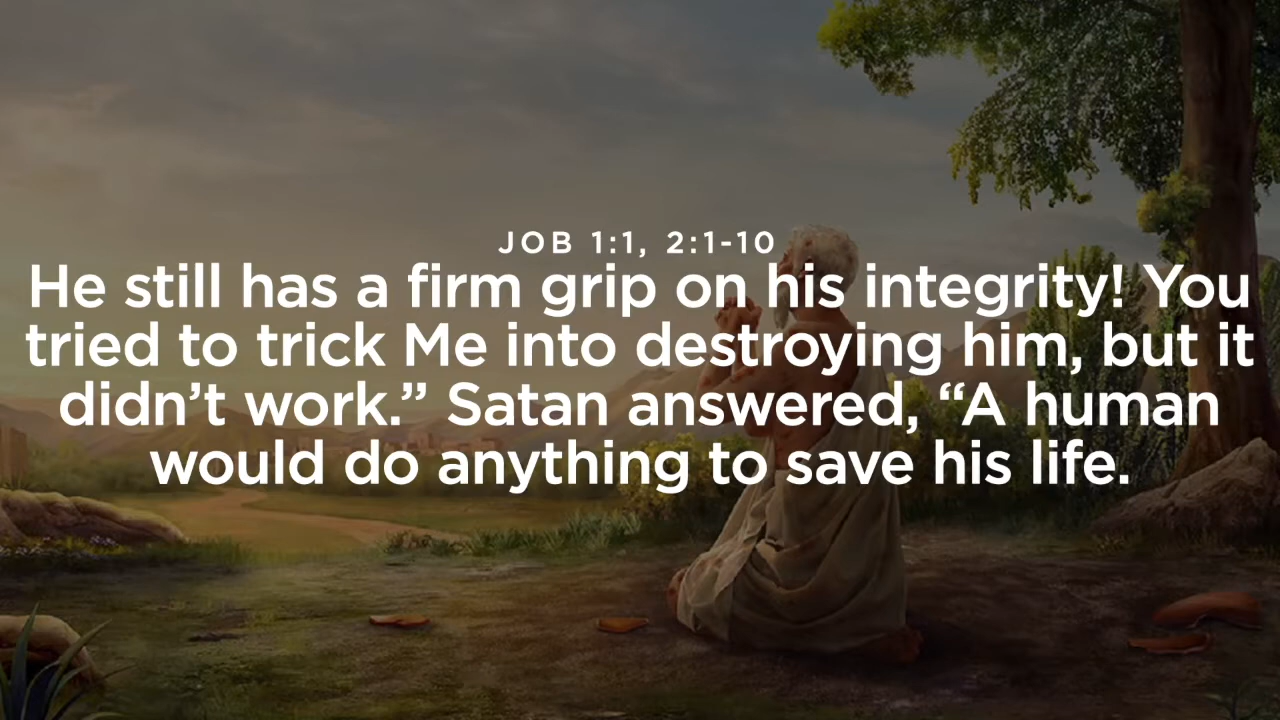 JOB 1:1, 2:1-10
He still has a firm grip on his integrity! You
tried to trick Me into destroying him, but it
didn’t work.” Satan answered, “A human
would do anything to save his life.